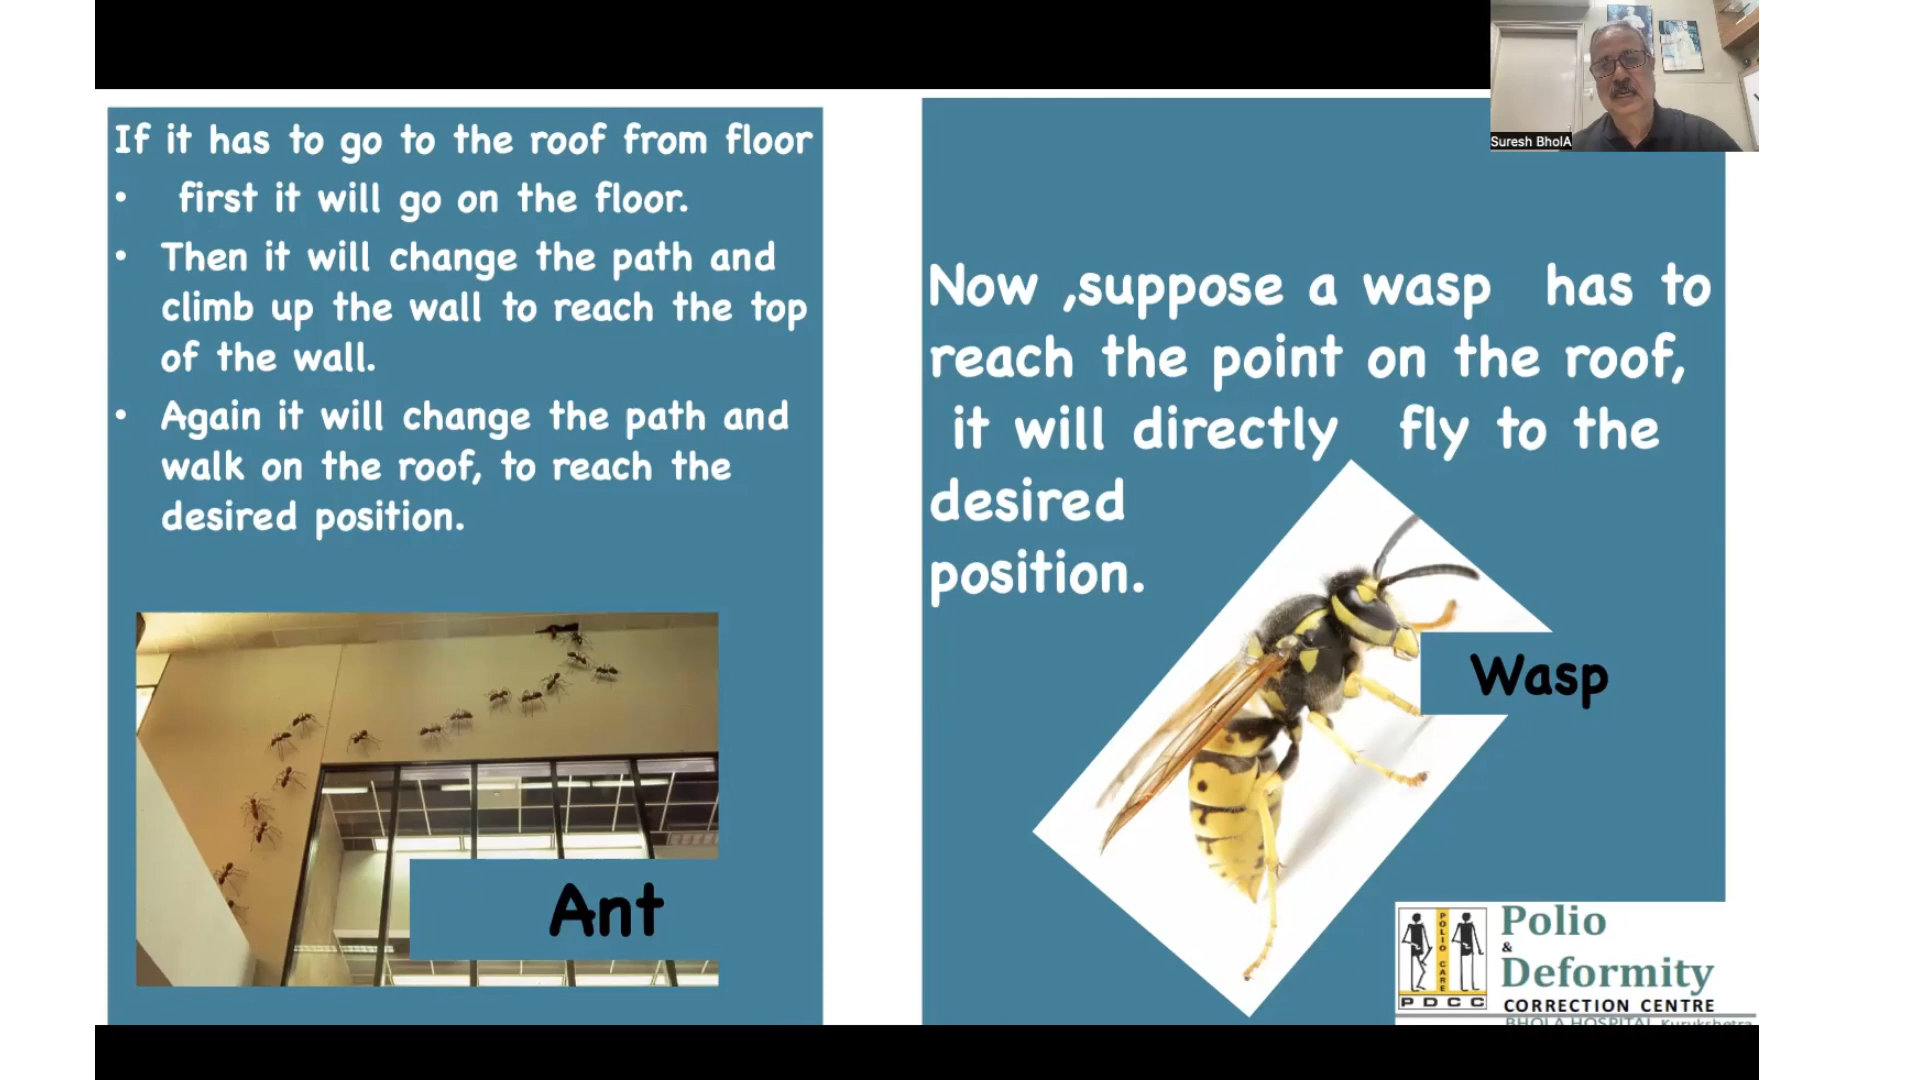 Suresh BholA
If it has to go to the roof from floor
• first it will go on the floor.
• Then it will change the path and
climb up the wall to reach the top
of the wall.
• Again it will change the path and
walk on the roof, to reach the
desired position.
Ant
Now ,suppose a wasp has to
reach the point on the roof,
it will directly fly to the
desired
position.
Wasp
POLIO CARE
PDCC
Polio
&
Deformity
CORRECTION CENTRE
BHOLA HOSPITAL Kurukshetra